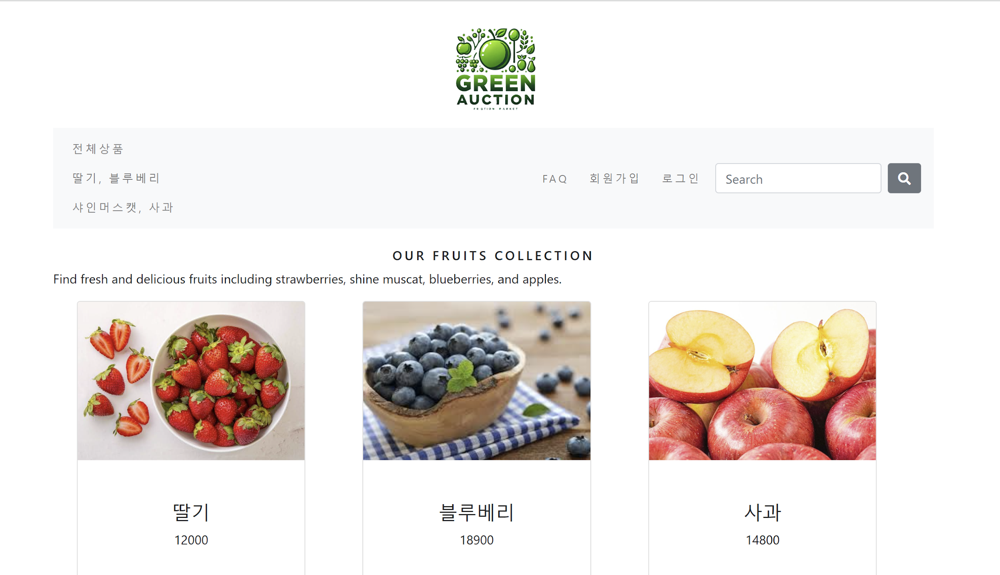 GREEN
AUCTION
전체상품
딸기, 블루베리
샤인머스캣, 사과
FAQ 회원가입 로그인 Search
OUR FRUITS COLLECTION
Find fresh and delicious fruits including strawberries, shine muscat, blueberries, and apples.
딸기 블루베리 사과
12000 18900 14800